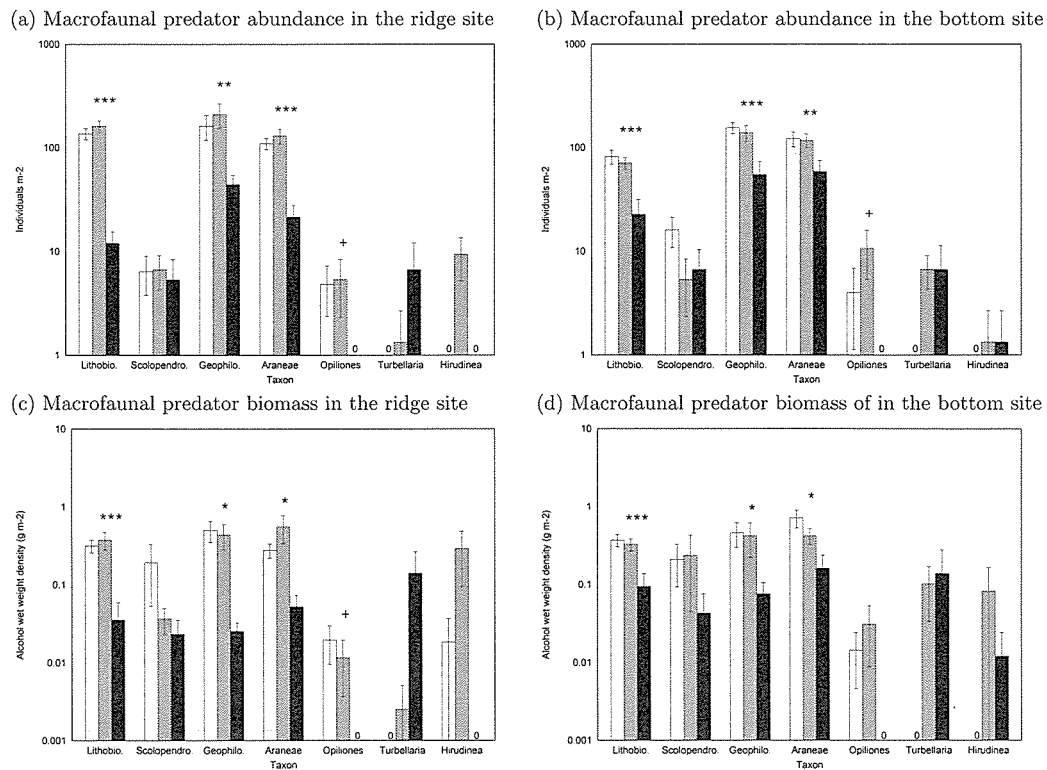 (a) Macrofaunal predator abundance in the ridge site
(b) Macrofaunal predator abundance in the bottom site
1000
100
10
1
Individuals m-2
***
**
***
+
0
0
0
0
Lithobio.
Scolopendro.
Geophilo.
Araneae
Opiliones
Turbellaria
Hirudinea
Taxon
1000
100
10
1
Individuals m-2
***
***
**
+
0
0
0
Lithobio.
Scolopendro.
Geophilo.
Araneae
Opiliones
Turbellaria
Hirudinea
Taxon
(c) Macrofaunal predator biomass in the ridge site
(d) Macrofaunal predator biomass of in the bottom site
10
1
0.1
0.01
0.001
Alcohol wet weight density (g m-2)
***
*
*
+
0
0
0
Lithobio.
Scolopendro.
Geophilo.
Araneae
Opiliones
Turbellaria
Hirudinea
Taxon
10
1
0.1
0.01
0.001
Alcohol wet weight density (g m-2)
***
*
*
0
0
0
Lithobio.
Scolopendro.
Geophilo.
Araneae
Opiliones
Turbellaria
Hirudinea
Taxon